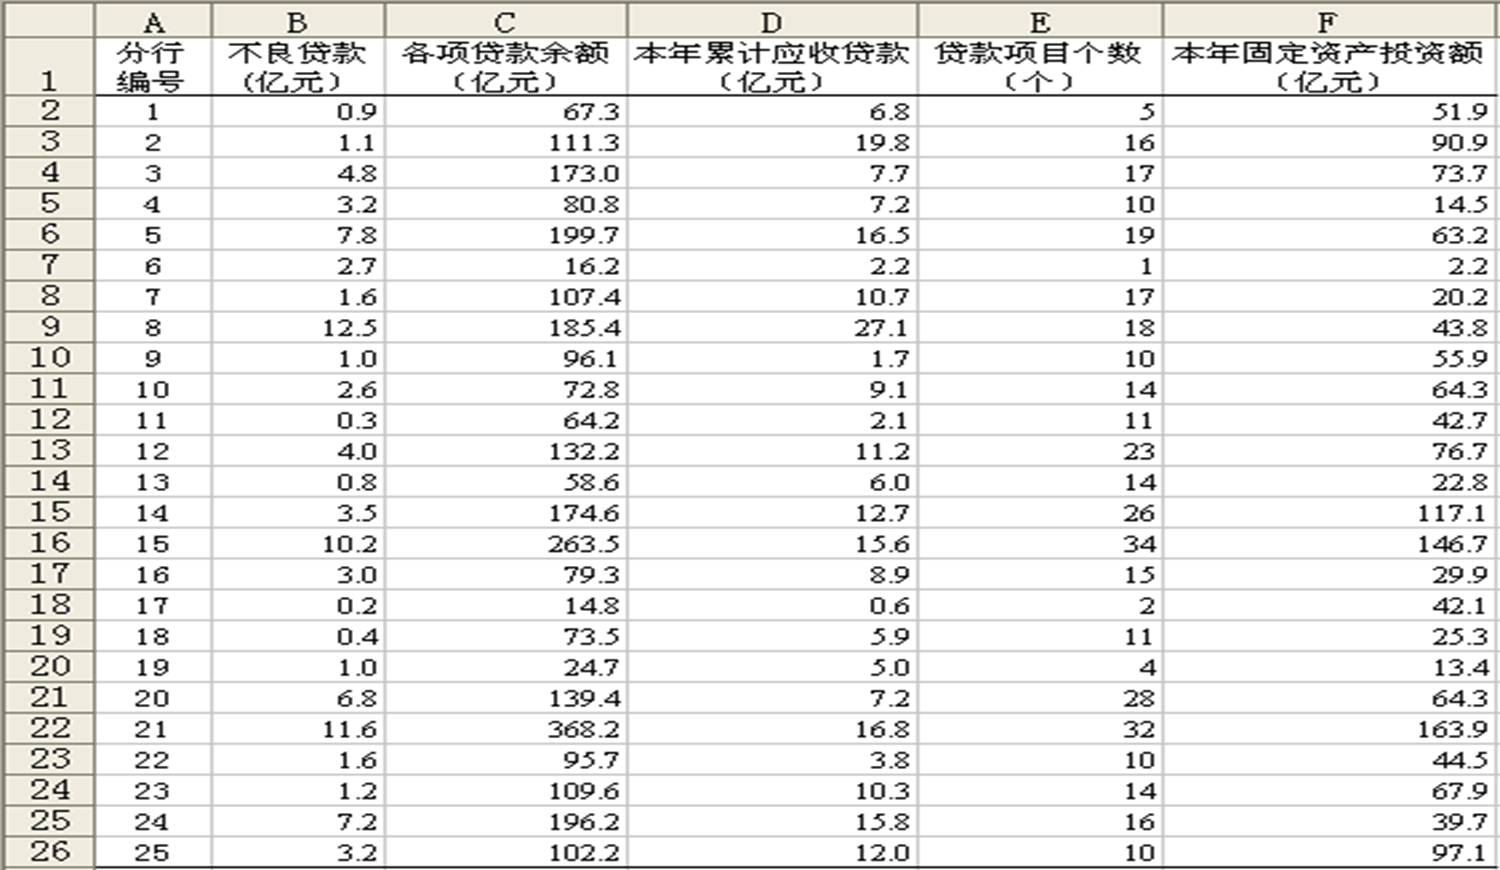 A B C D E F
分行 不良贷款 各项贷款余额 本年累计应收贷款 贷款项目个数 本年固定资产投资额
1 编号 (亿元) (亿元) (亿元) (个) (亿元)
2 1 0.9 67.3 6.8 5 51.9
3 2 1.1 111.3 19.8 16 90.9
4 3 4.8 173.0 7.7 17 73.7
5 4 3.2 80.8 7.2 10 14.5
6 5 7.8 199.7 16.5 19 63.2
7 6 2.7 16.2 2.2 1 2.2
8 7 1.6 107.4 10.7 17 20.2
9 8 12.5 185.4 27.1 18 43.8
10 9 1.0 96.1 1.7 10 55.9
11 10 2.6 72.8 9.1 14 64.3
12 11 0.3 64.2 2.1 11 42.7
13 12 4.0 132.2 11.2 23 76.7
14 13 0.8 58.6 6.0 14 22.8
15 14 3.5 174.6 12.7 26 117.1
16 15 10.2 263.5 15.6 34 146.7
17 16 3.0 79.3 8.9 15 29.9
18 17 0.2 14.8 0.6 2 42.1
19 18 0.4 73.5 5.9 11 25.3
20 19 1.0 24.7 5.0 4 13.4
21 20 6.8 139.4 7.2 28 64.3
22 21 11.6 368.2 16.8 32 163.9
23 22 1.6 95.7 3.8 10 44.5
24 23 1.2 109.6 10.3 14 67.9
25 24 7.2 196.2 15.8 16 39.7
26 25 3.2 102.2 12.0 10 97.1